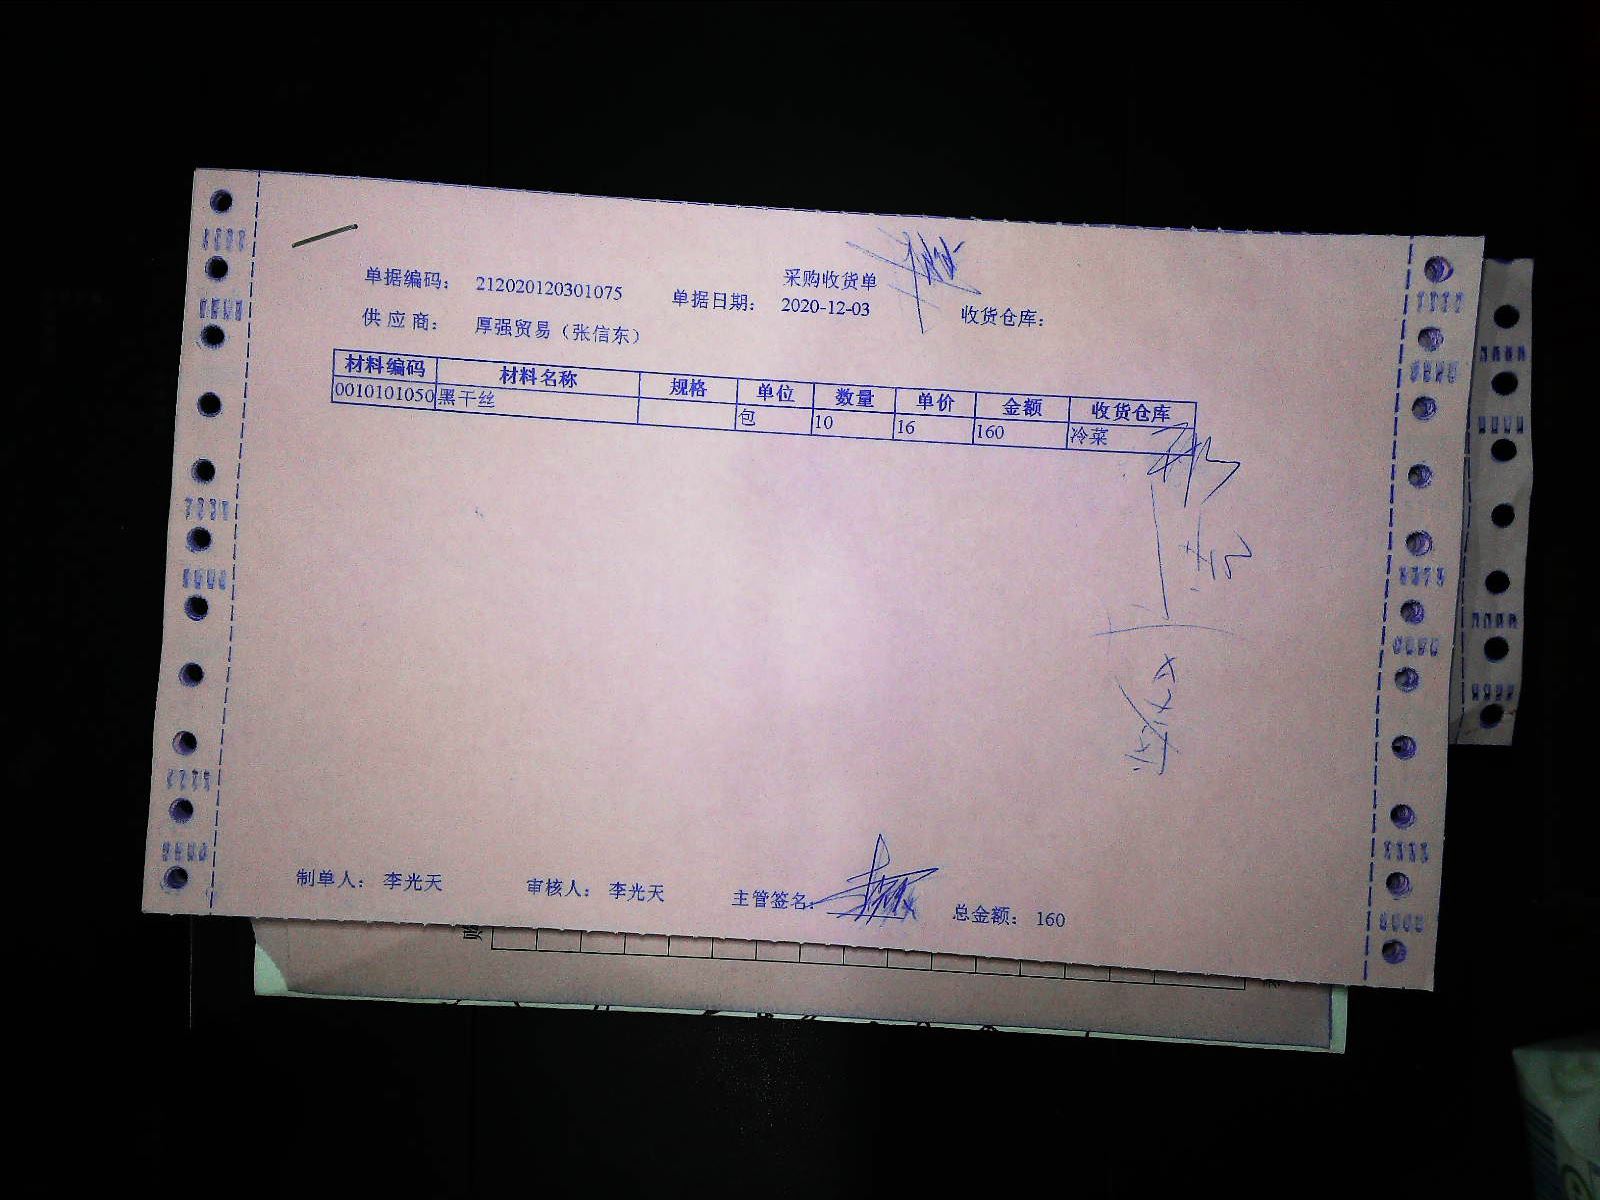 采购收货单
单据编码： 212020120301075 单据日期： 2020-12-03 收货仓库：
供应商： 厚强贸易（张信东）
材料编码 材料名称 规格 单位 数量 单价 金额 收货仓库
0010101050 黑干丝 包 10 16 160 冷菜
制单人： 李光天 审核人： 李光天 主管签名： 总金额： 160